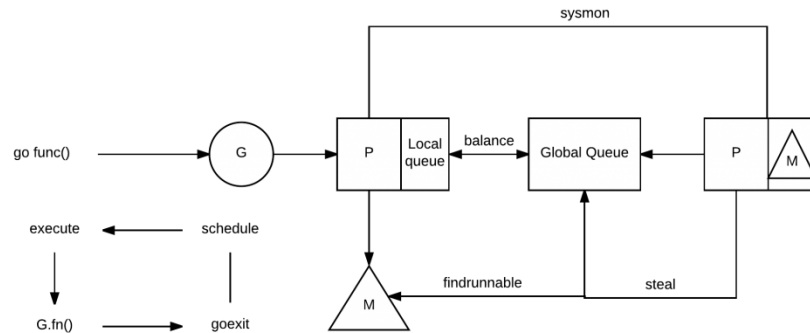 sysmon
go func()
G
P
Local
queue
balance
Global Queue
P
M
execute
schedule
M
findrunnable
steal
G.fn()
goexit